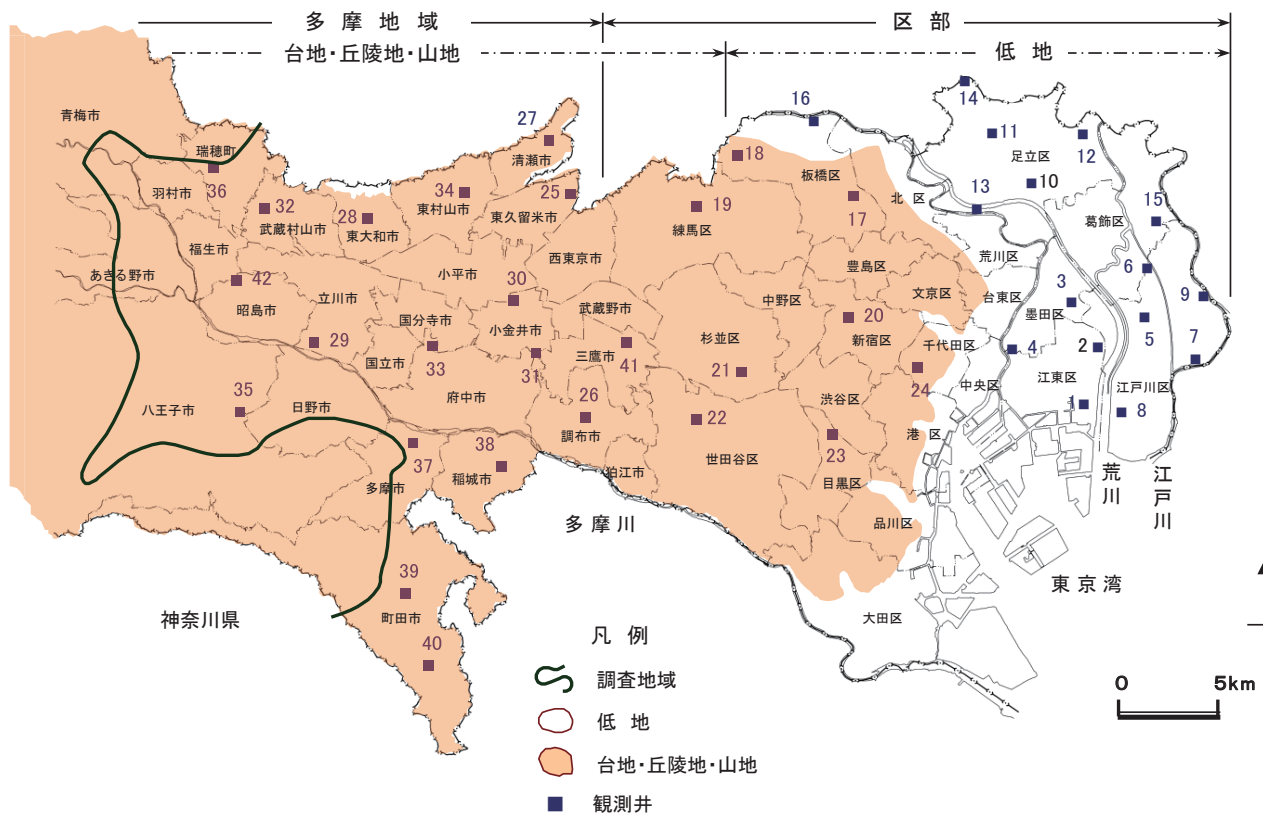 多摩地域
区部
台地・丘陵地・山地
低地
青梅市
瑞穂町
羽村市
36
32
武蔵村山市
28
東大和市
34
東村山市
27
清瀬市
25
東久留米市
福生市
あきる野市
42
昭島市
立川市
小平市
30
西東京市
国分寺市
小金井市
武蔵野市
29
国立市
33
31
三鷹市
41
府中市
26
調布市
35
八王子市
日野市
37
38
多摩市
稲城市
狛江市
39
町田市
40
16
18
板橋区
17
北区
19
練馬区
豊島区
文京区
荒川区
台東区
中野区
20
新宿区
杉並区
21
千代田区
24
中央区
22
渋谷区
港区
世田谷区
23
目黒区
品川区
大田区
14
11
足立区
12
10
13
葛飾区
15
6
3
墨田区
9
5
4
2
7
江東区
1
江戸川区
8
荒川
江戸川
多摩川
東京湾
神奈川県
凡例
調査地域
低地
台地・丘陵地・山地
観測井
0
5km